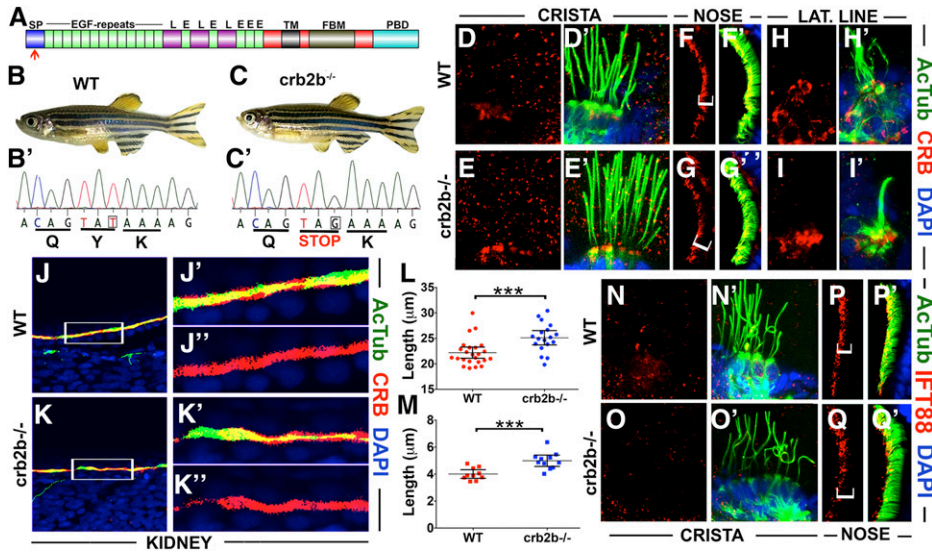 A
SP EGF-repeats L E L E L E E E TM FBM PBD
B WT
C crb2b-/-
B'
A C A G T A T A A A A G
Q Y K
C'
A C A G T A G A A A A G
Q STOP K
CRISTA NOSE LAT. LINE
WT
D D' F F' H H'
crb2b-/-
E E' G G' I I'
AcTub CRB DAPI
WT
J J'
J''
crb2b-/-
K K'
K''
KIDNEY
AcTub CRB DAPI
L
Length (µm)
30
25
20
15
***
WT crb2b-/-
M
Length (µm)
8
6
4
2
0
***
WT crb2b-/-
WT
N N' P P'
crb2b-/-
O O' Q Q'
CRISTA NOSE
AcTub IFT88 DAPI